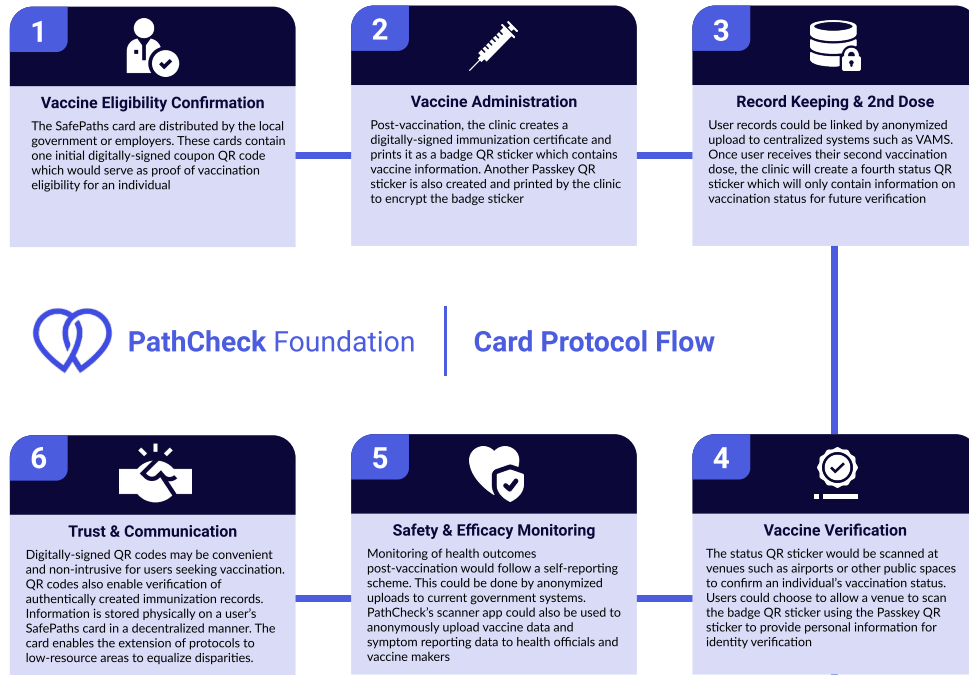 1
Vaccine Eligibility Confirmation
The SafePaths card are distributed by the local
government or employers. These cards contain
one initial digitally-signed coupon QR code
which would serve as proof of vaccination
eligibility for an individual
2
Vaccine Administration
Post-vaccination, the clinic creates a
digitally-signed immunization certificate and
prints it as a badge QR sticker which contains
vaccine information. Another Passkey QR
sticker is also created and printed by the clinic
to encrypt the badge sticker
3
Record Keeping & 2nd Dose
User records could be linked by anonymized
upload to centralized systems such as VAMS.
Once user receives their second vaccination
dose, the clinic will create a fourth status QR
sticker which will only contain information on
vaccination status for future verification
PathCheck Foundation
Card Protocol Flow
6
Trust & Communication
Digitally-signed QR codes may be convenient
and non-intrusive for users seeking vaccination.
QR codes also enable verification of
authentically created immunization records.
Information is stored physically on a user's
SafePaths card in a decentralized manner. The
card enables the extension of protocols to
low-resource areas to equalize disparities.
5
Safety & Efficacy Monitoring
Monitoring of health outcomes
post-vaccination would follow a self-reporting
scheme. This could be done by anonymized
uploads to current government systems.
PathCheck's scanner app could also be used to
anonymously upload vaccine data and
symptom reporting data to health officials and
vaccine makers
4
Vaccine Verification
The status QR sticker would be scanned at
venues such as airports or other public spaces
to confirm an individual's vaccination status.
Users could choose to allow a venue to scan
the badge QR sticker using the Passkey QR
sticker to provide personal information for
identity verification